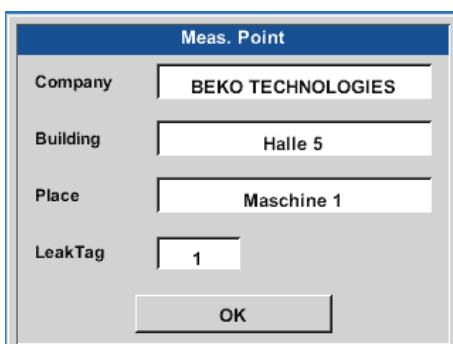 Meas. Point
Company BEKO TECHNOLOGIES
Building Halle 5
Place Maschine 1
LeakTag 1
OK